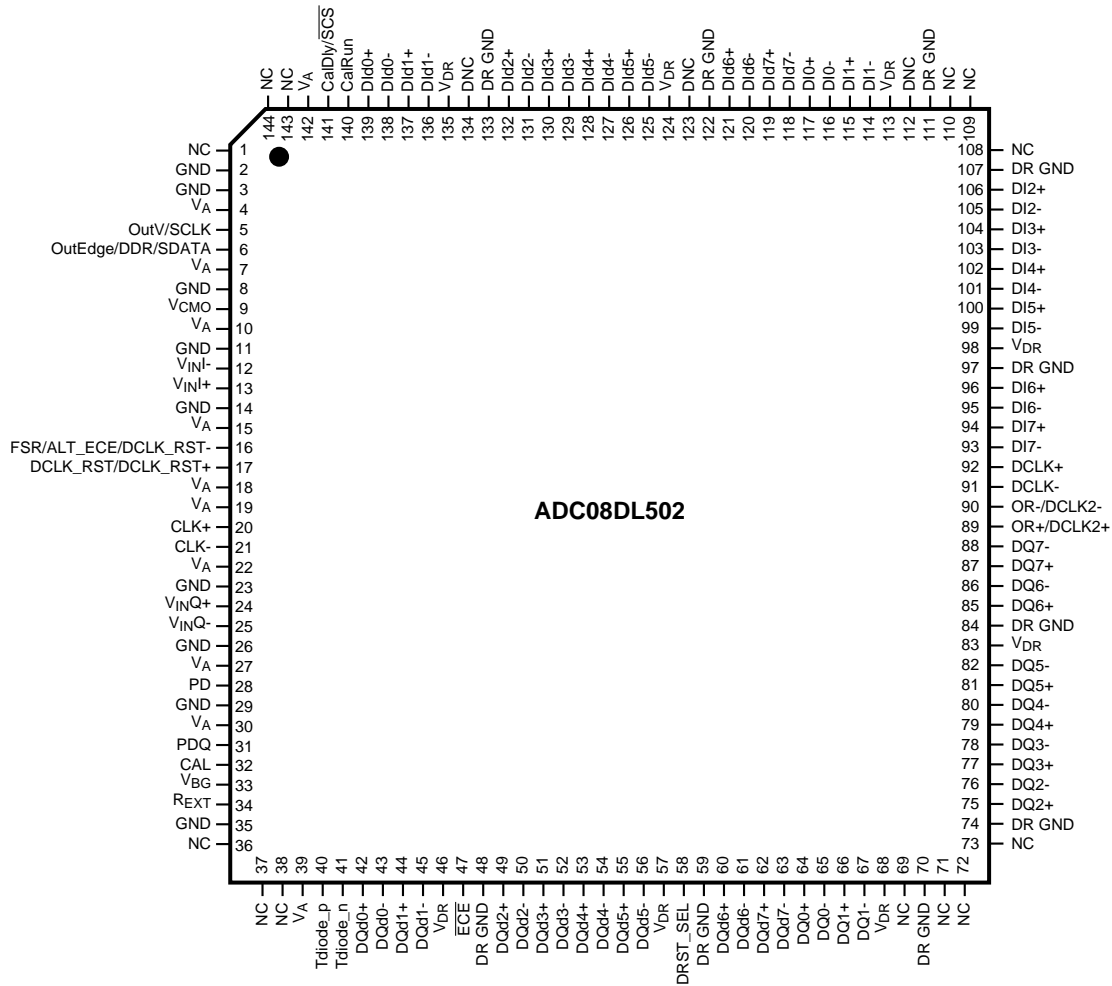 NC
NC
VA
CalDly/SCS
CalRun
DId0+
DId0-
DId1+
DId1-
VDR
DNC
DR GND
DId2+
DId2-
DId3+
DId3-
DId4+
DId4-
DId5+
DId5-
VDR
DNC
DR GND
DId6+
DId6-
DId7+
DId7-
DI0+
DI0-
DI1+
DI1-
VDR
DNC
DR GND
NC
NC
144
143
142
141
140
139
138
137
136
135
134
133
132
131
130
129
128
127
126
125
124
123
122
121
120
119
118
117
116
115
114
113
112
111
110
109
NC 1
GND 2
GND 3
VA 4
OutV/SCLK 5
OutEdge/DDR/SDATA 6
VA 7
GND 8
VCMO 9
VA 10
GND 11
VINI- 12
VINI+ 13
GND 14
VA 15
FSR/ALT_ECE/DCLK_RST- 16
DCLK_RST/DCLK_RST+ 17
VA 18
VA 19
CLK+ 20
CLK- 21
VA 22
GND 23
VINQ+ 24
VINQ- 25
GND 26
VA 27
PD 28
GND 29
VA 30
PDQ 31
CAL 32
VBG 33
REXT 34
GND 35
NC 36
ADC08DL502
108 NC
107 DR GND
106 DI2+
105 DI2-
104 DI3+
103 DI3-
102 DI4+
101 DI4-
100 DI5+
99 DI5-
98 VDR
97 DR GND
96 DI6+
95 DI6-
94 DI7+
93 DI7-
92 DCLK+
91 DCLK-
90 OR-/DCLK2-
89 OR+/DCLK2+
88 DQ7-
87 DQ7+
86 DQ6-
85 DQ6+
84 DR GND
83 VDR
82 DQ5-
81 DQ5+
80 DQ4-
79 DQ4+
78 DQ3-
77 DQ3+
76 DQ2-
75 DQ2+
74 DR GND
73 NC
37
38
39
40
41
42
43
44
45
46
47
48
49
50
51
52
53
54
55
56
57
58
59
60
61
62
63
64
65
66
67
68
69
70
71
72
NC
NC
VA
Tdiode_p
Tdiode_n
DQd0+
DQd0-
DQd1+
DQd1-
VDR
ECE
DR GND
DQd2+
DQd2-
DQd3+
DQd3-
DQd4+
DQd4-
DQd5+
DQd5-
VDR
DRST_SEL
DR GND
DQd6+
DQd6-
DQd7+
DQd7-
DQ0+
DQ0-
DQ1+
DQ1-
VDR
NC
DR GND
NC
NC